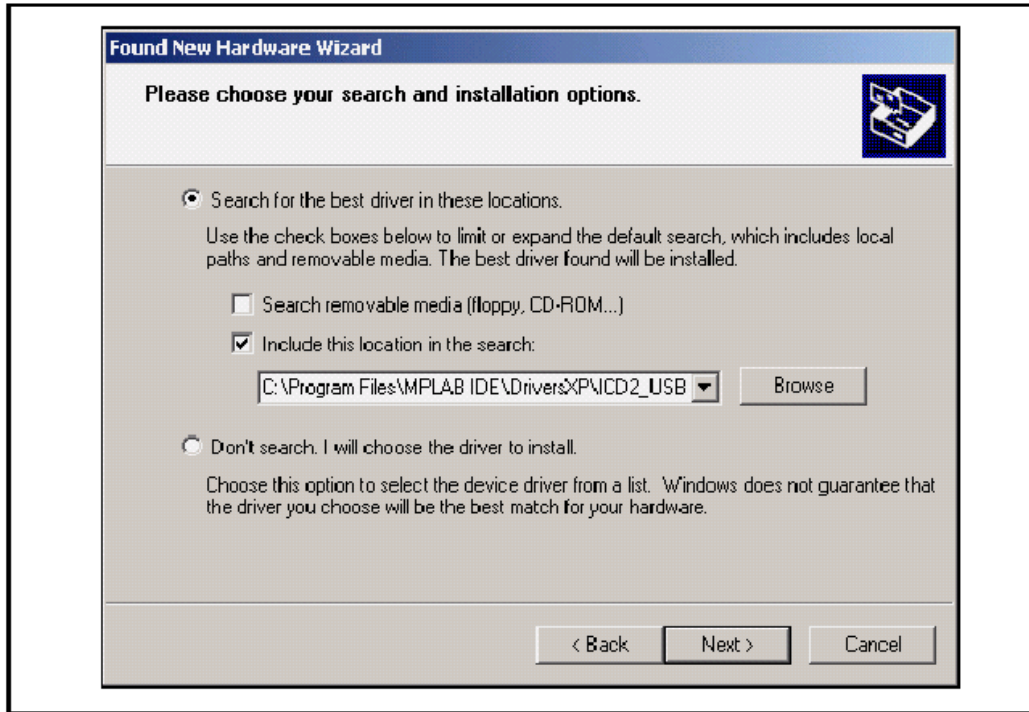 Found New Hardware Wizard
Please choose your search and installation options.
Search for the best driver in these locations.
Use the check boxes below to limit or expand the default search, which includes local
paths and removable media. The best driver found will be installed.
Search removable media (floppy, CD-ROM...)
Include this location in the search:
C:\Program Files\MPLAB IDE\DriversXP\ICD2_USB
Browse
Don't search. I will choose the driver to install.
Choose this option to select the device driver from a list. Windows does not guarantee that
the driver you choose will be the best match for your hardware.
< Back Next > Cancel